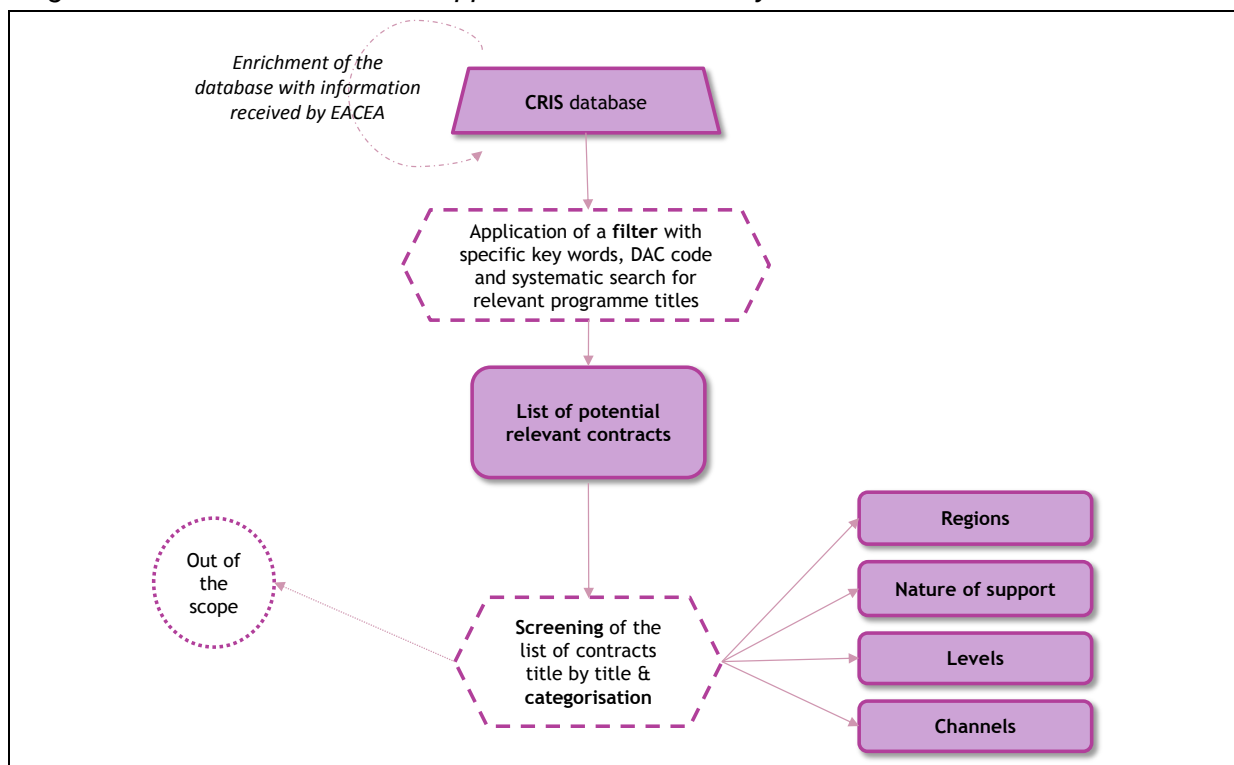 Enrichment of the
database with information
received by EACEA
CRIS database
Application of a filter with
specific key words, DAC code
and systematic search for
relevant programme titles
List of potential
relevant contracts
Regions
Out of
the
scope
Nature of support
Screening of the
list of contracts
title by title &
categorisation
Levels
Channels